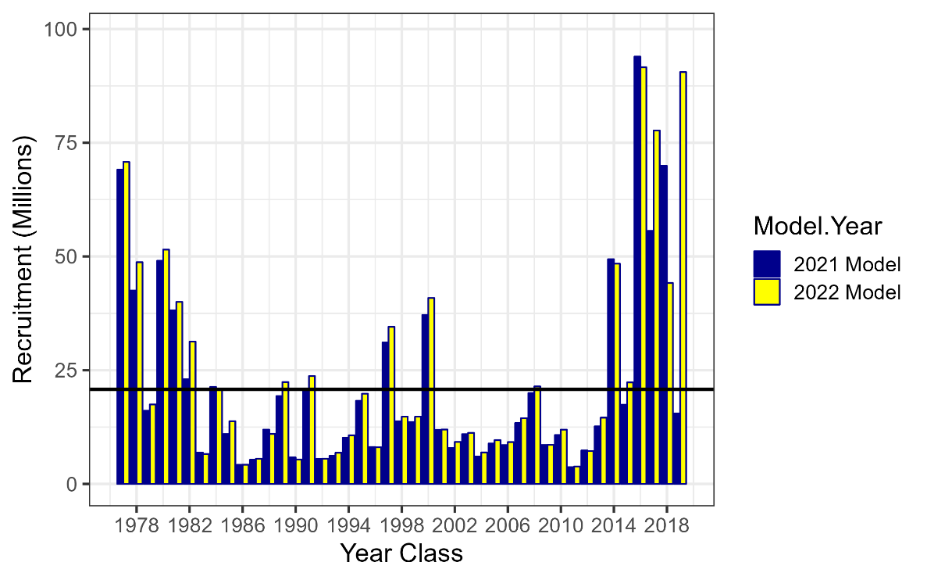 100
75
50
25
0
Recruitment (Millions)
1978 1982 1986 1990 1994 1998 2002 2006 2010 2014 2018
Year Class
Model.Year
2021 Model
2022 Model